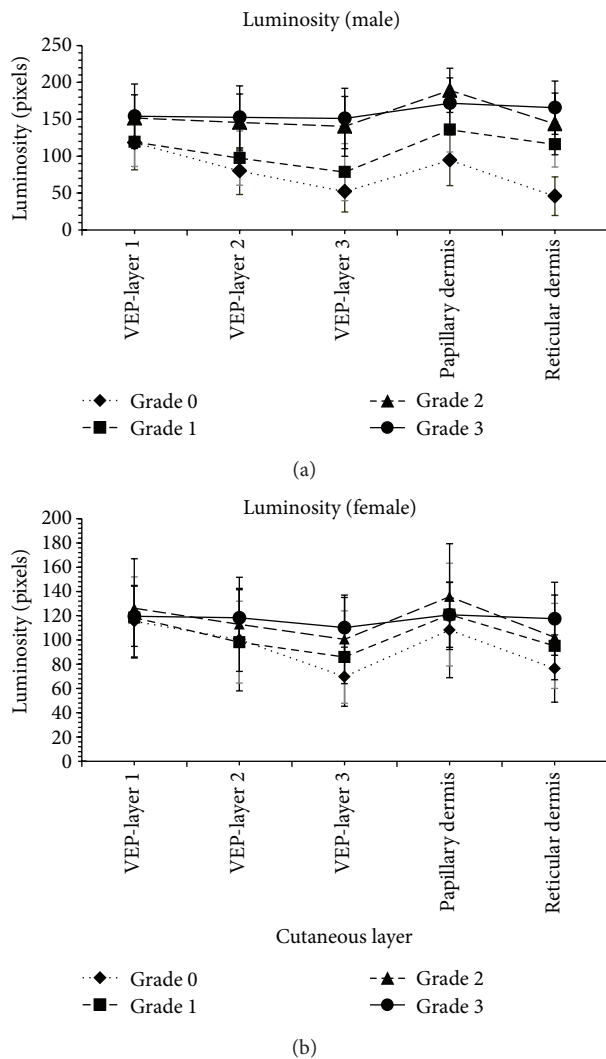 Luminosity (male)
Luminosity (pixels)
250
200
150
100
50
0
VEP-layer 1
VEP-layer 2
VEP-layer 3
Papillary dermis
Reticular dermis
Grade 0
Grade 2
Grade 1
Grade 3
(a)
Luminosity (female)
Luminosity (pixels)
200
180
160
140
120
100
80
60
40
20
0
VEP-layer 1
VEP-layer 2
VEP-layer 3
Papillary dermis
Reticular dermis
Cutaneous layer
Grade 0
Grade 2
Grade 1
Grade 3
(b)